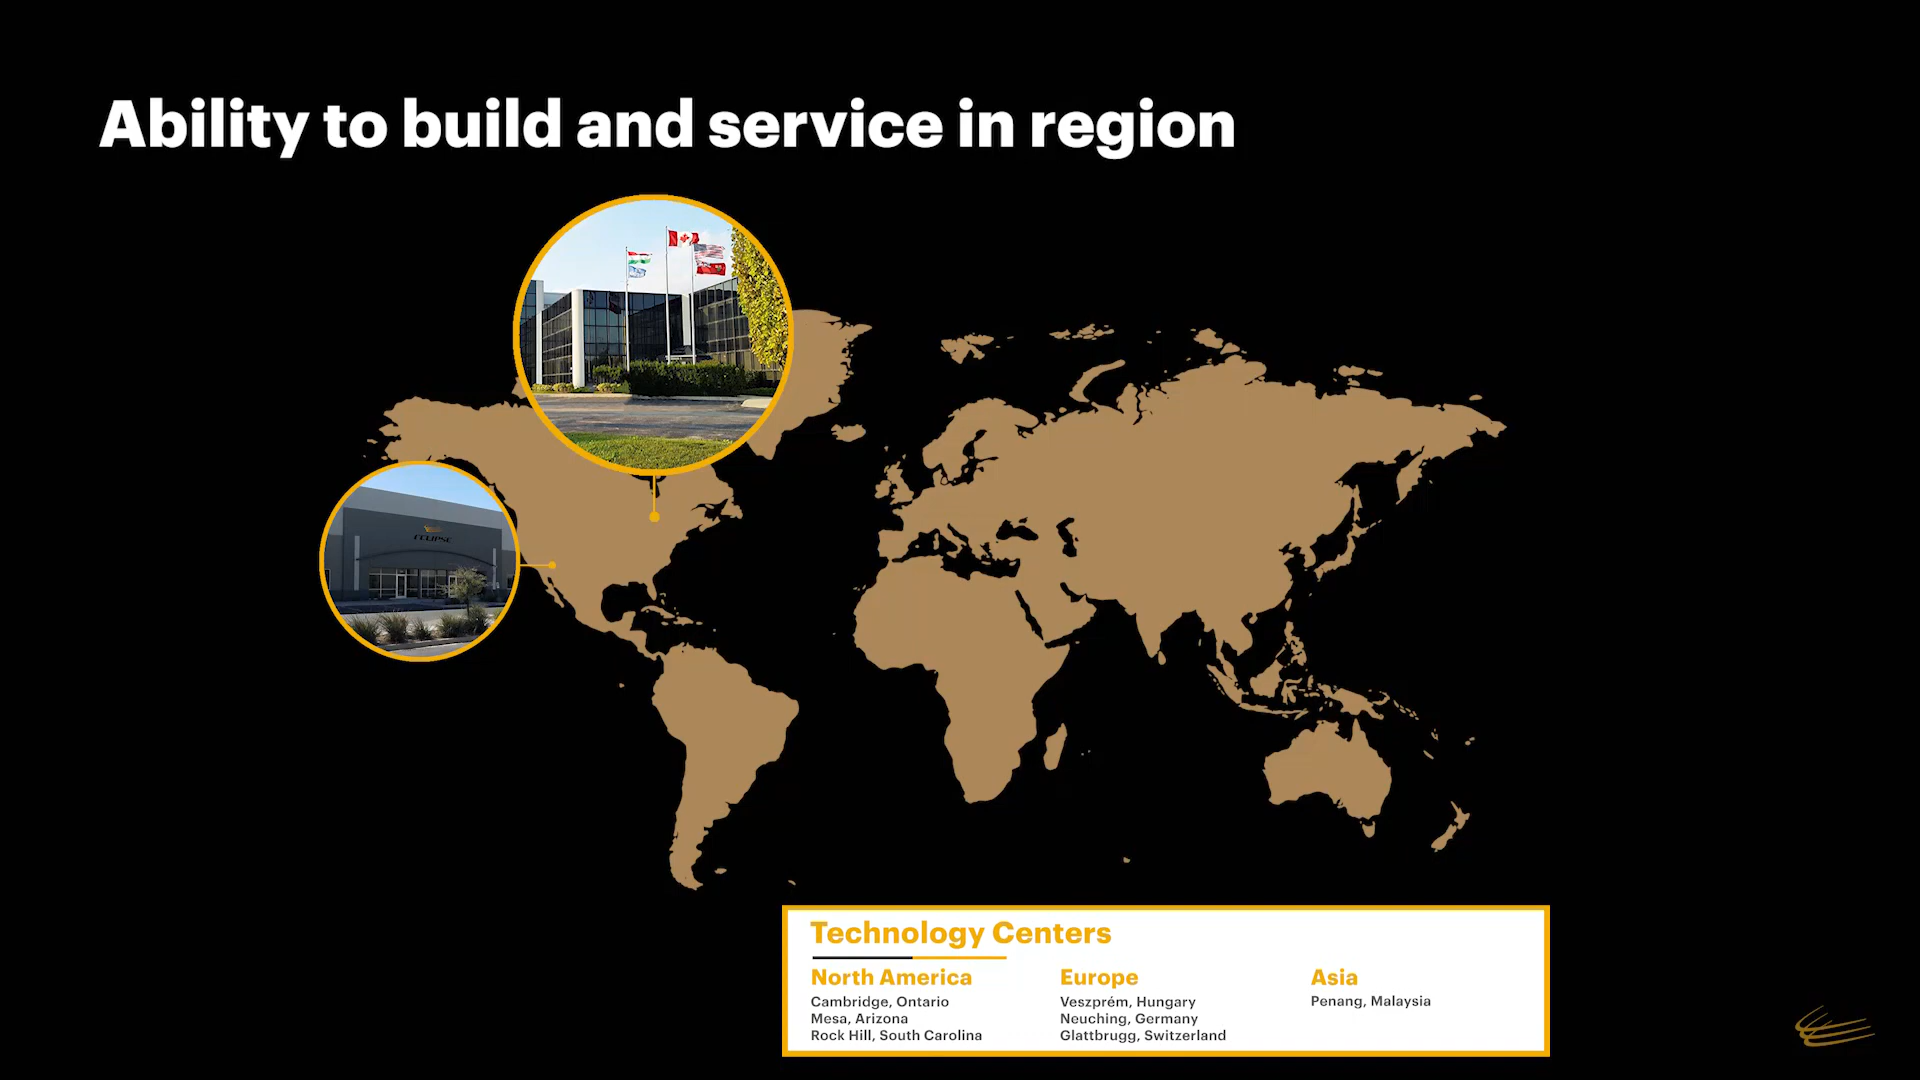 Ability to build and service in region
ECLIPSE
Technology Centers
North America
Cambridge, Ontario
Mesa, Arizona
Rock Hill, South Carolina
Europe
Veszprém, Hungary
Neuching, Germany
Glattbrugg, Switzerland
Asia
Penang, Malaysia